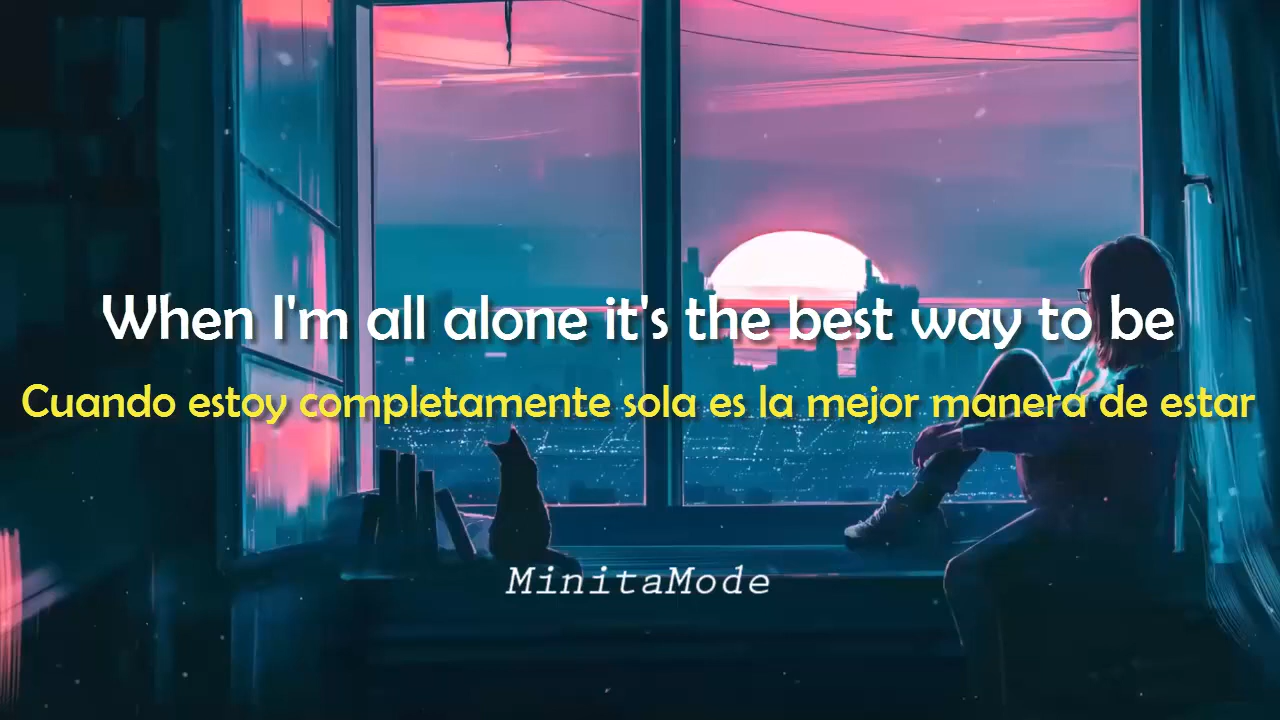 When I'm all alone it's the best way to be
Cuando estoy completamente sola es la mejor manera de estar
MinitaMode